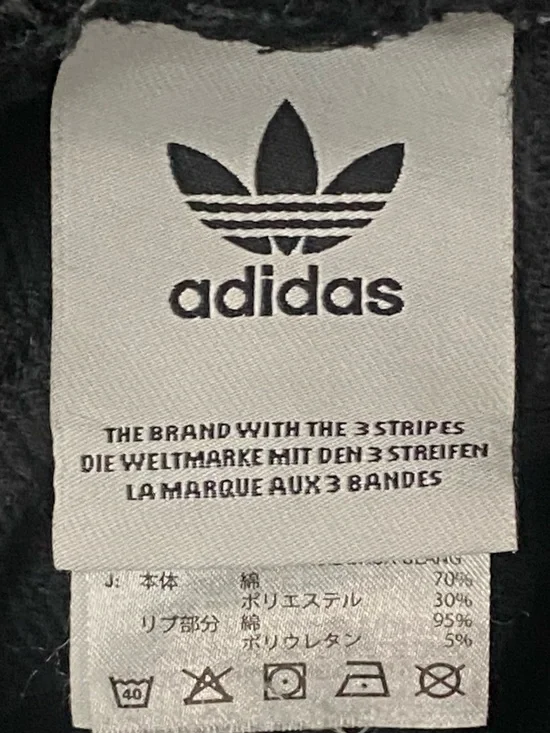 adidas
THE BRAND WITH THE 3 STRIPES
DIE WELTMARKE MIT DEN 3 STREIFEN
LA MARQUE AUX 3 BANDES
J: 本体 綿 70%
ポリエステル 30%
リブ部分 綿 95%
ポリウレタン 5%
40